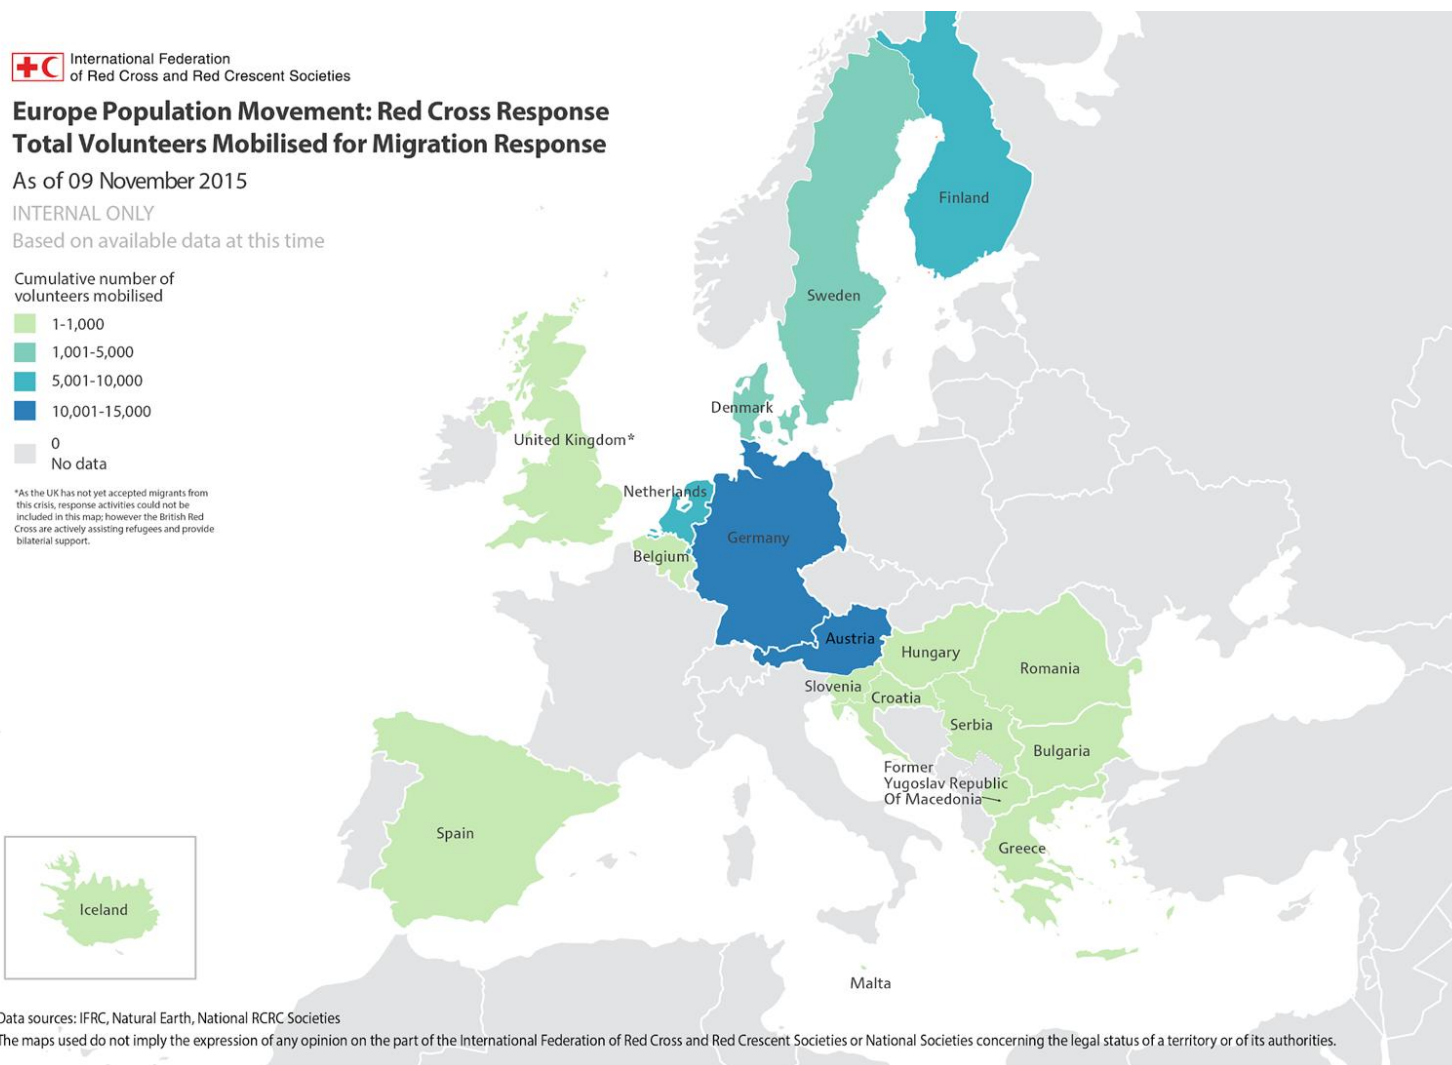 International Federation
of Red Cross and Red Crescent Societies
Europe Population Movement: Red Cross Response
Total Volunteers Mobilised for Migration Response
As of 09 November 2015
INTERNAL ONLY
Based on available data at this time
Cumulative number of
volunteers mobilised
1-1,000
1,001-5,000
5,001-10,000
10,001-15,000
0
No data
*As the UK has not yet accepted migrants from
this crisis, response activities could not be
included in this map; however the British Red
Cross are actively assisting refugees and provide
bilaterial support.
Finland
Sweden
Denmark
United Kingdom*
Netherlands
Germany
Belgium
Austria
Hungary
Romania
Slovenia
Croatia
Serbia
Bulgaria
Former
Yugoslav Republic
Of Macedonia
Spain
Greece
Iceland
Malta
Data sources: IFRC, Natural Earth, National RCRC Societies
The maps used do not imply the expression of any opinion on the part of the International Federation of Red Cross and Red Crescent Societies or National Societies concerning the legal status of a territory or of its authorities.